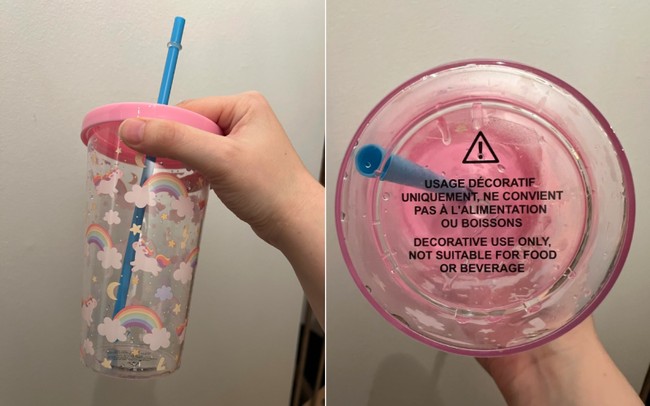 USAGE DÉCORATIF
UNIQUEMENT, NE CONVIENT
PAS À L'ALIMENTATION
OU BOISSONS
DECORATIVE USE ONLY,
NOT SUITABLE FOR FOOD
OR BEVERAGE